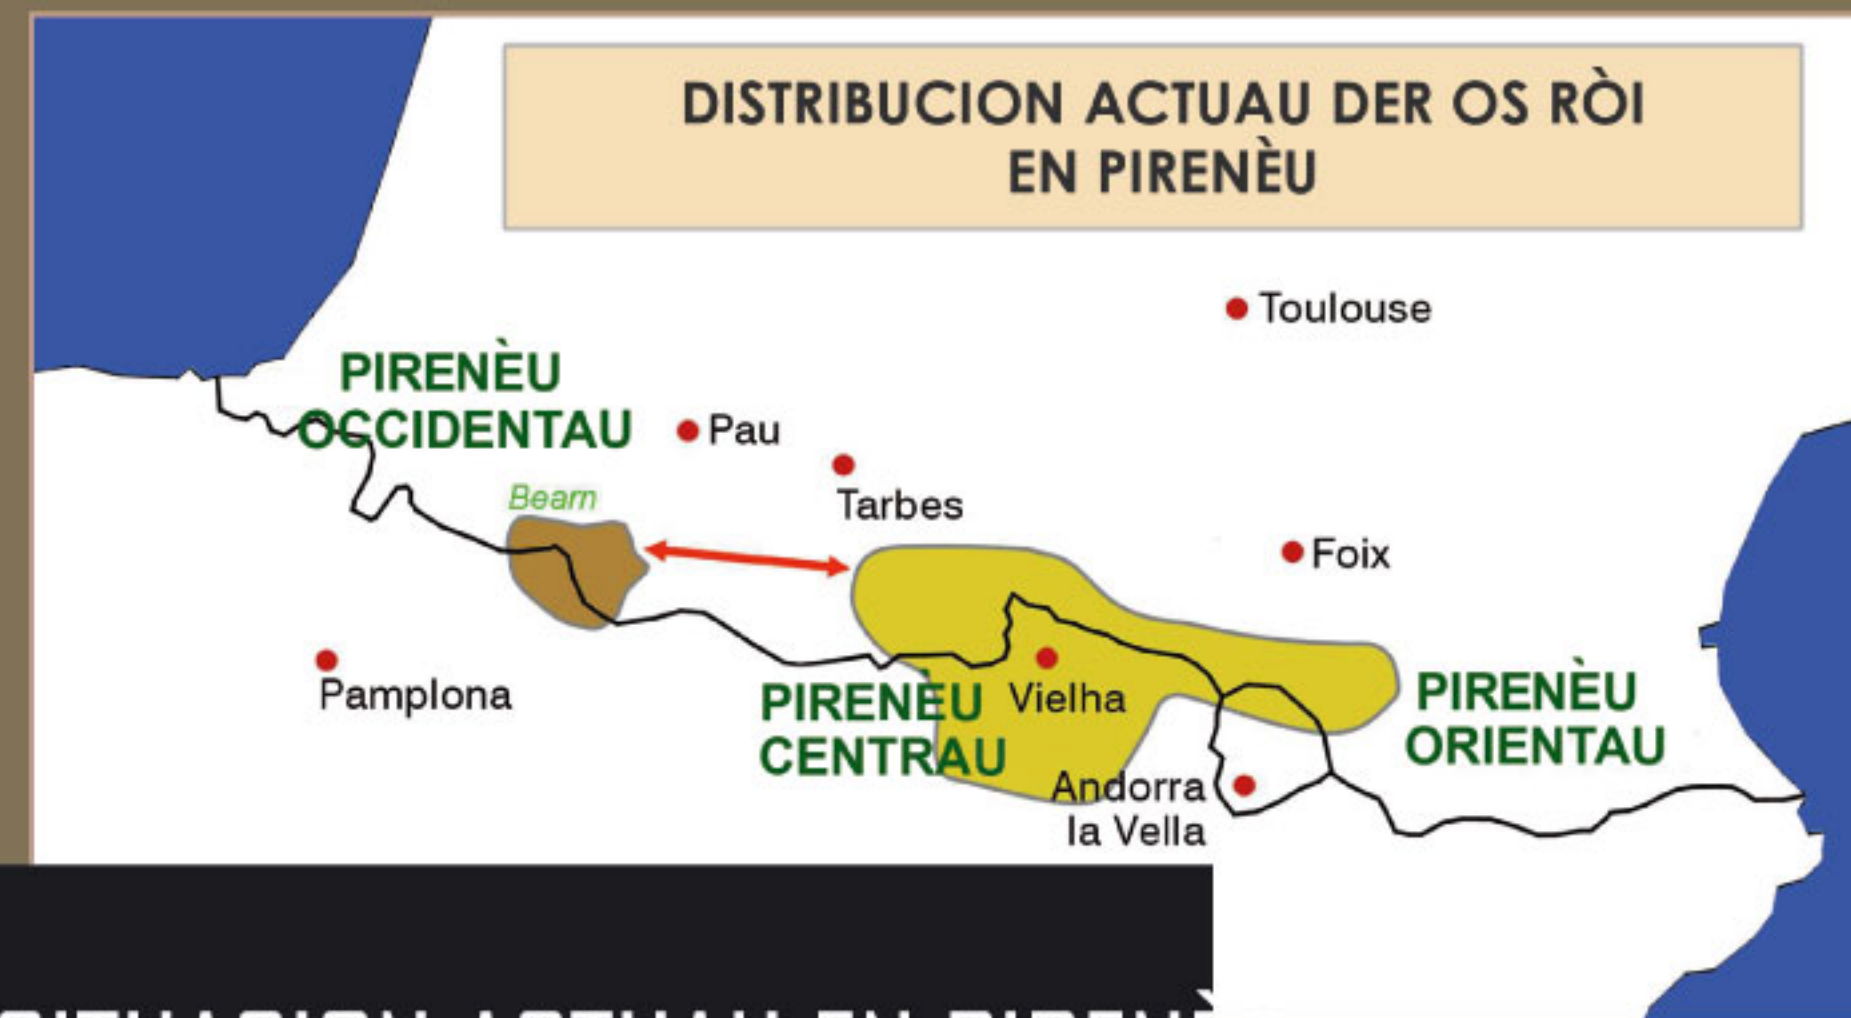 DISTRIBUCION ACTUAU DER OS RÒI
EN PIRENÈU
Toulouse
PIRENÈU
OCCIDENTAU
Pau
Tarbes
Bearn
Foix
Pamplona
PIRENÈU
CENTRAU
Vielha
PIRENÈU
ORIENTAU
Andorra
la Vella